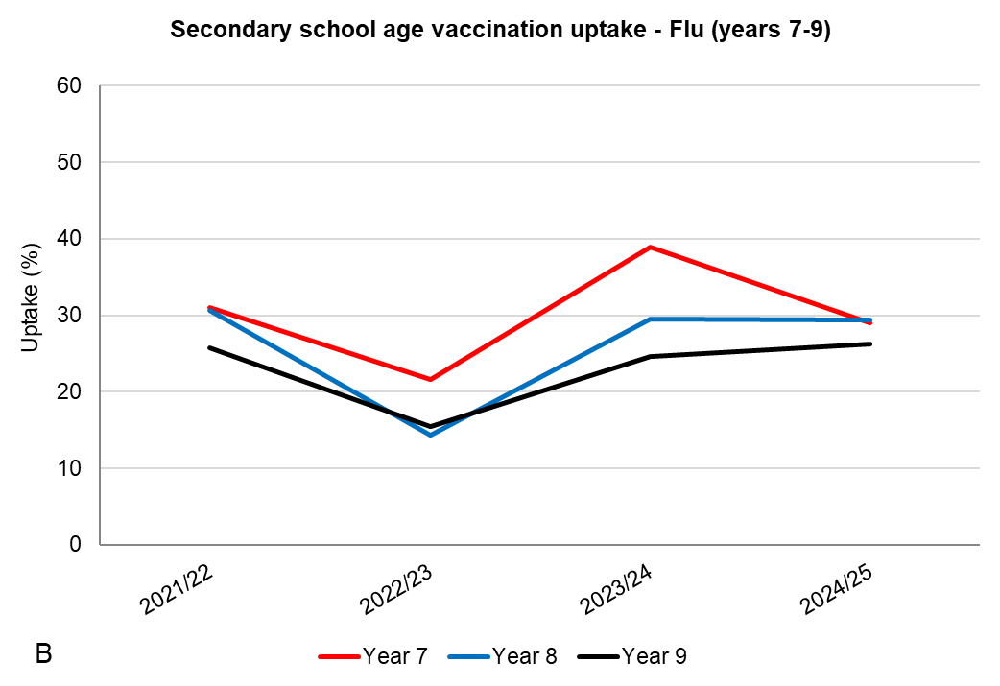 Secondary school age vaccination uptake - Flu (years 7-9)
60
50
40
30
20
10
0
Uptake (%)
2021/22
2022/23
2023/24
2024/25
B
Year 7 Year 8 Year 9